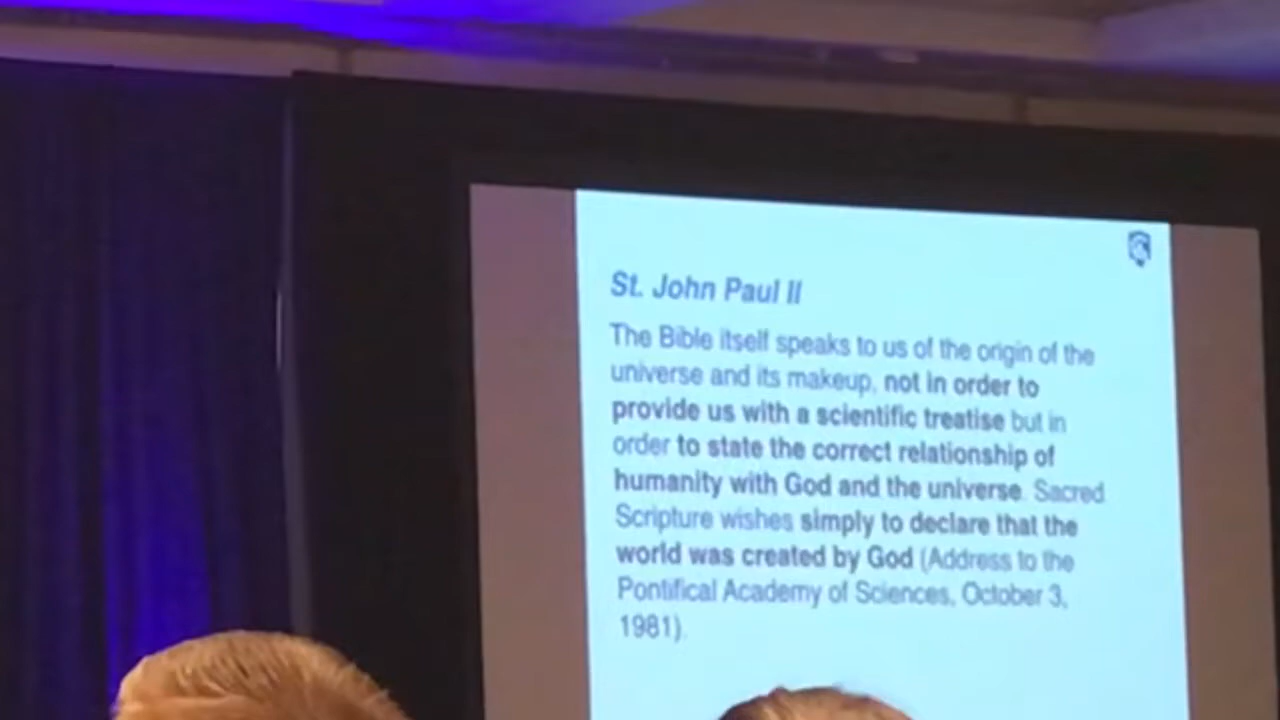 St. John Paul II
The Bible itself speaks to us of the origin of the
universe and its makeup, not in order to
provide us with a scientific treatise but in
order to state the correct relationship of
humanity with God and the universe. Sacred
Scripture wishes simply to declare that the
world was created by God (Address to the
Pontifical Academy of Sciences, October 3,
1981).